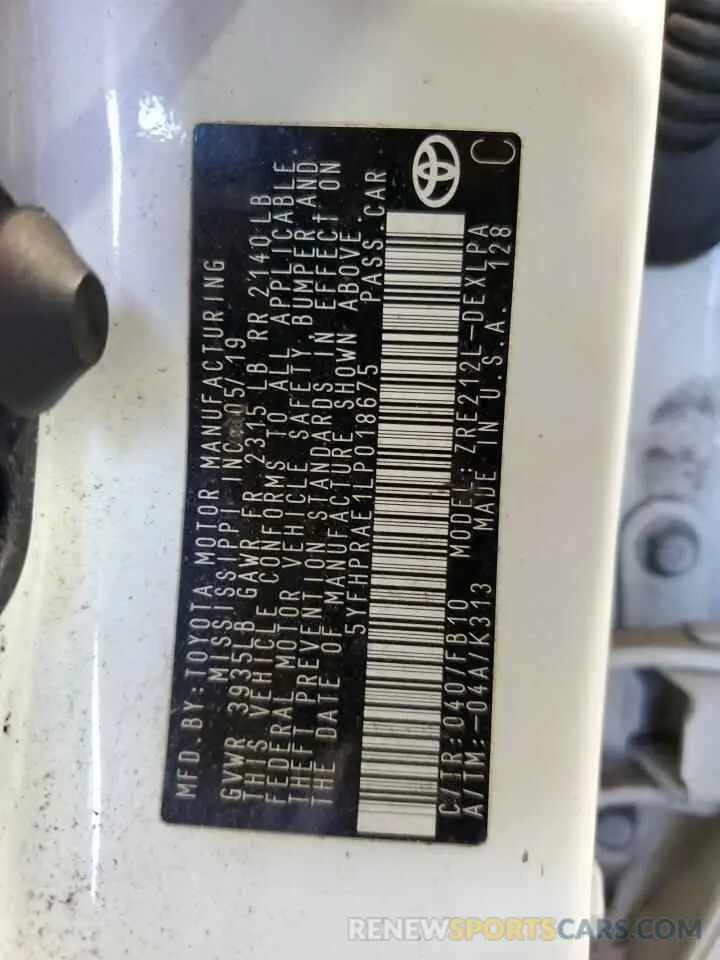 MFD.BY:TOYOTA MOTOR MANUFACTURING
MISSISSIPPI INC 05/19
GVWR 3935LB GAWR FR 2315 LB RR 2140 LB
THIS VEHICLE CONFORMS TO ALL APPLICABLE
FEDERAL MOTOR VEHICLE SAFETY, BUMPER AND
THEFT PREVENTION STANDARDS IN EFFECT ON
THE DATE OF MANUFACTURE SHOWN ABOVE.
5YFHPRAE1LP018675 PASS.CAR
C/TR:040/FB10 MODEL:ZRE212L-DEXLPA
A/TM:-04A/K313 MADE IN U.S.A. 128
C
RENEWSPORTSCARS.COM